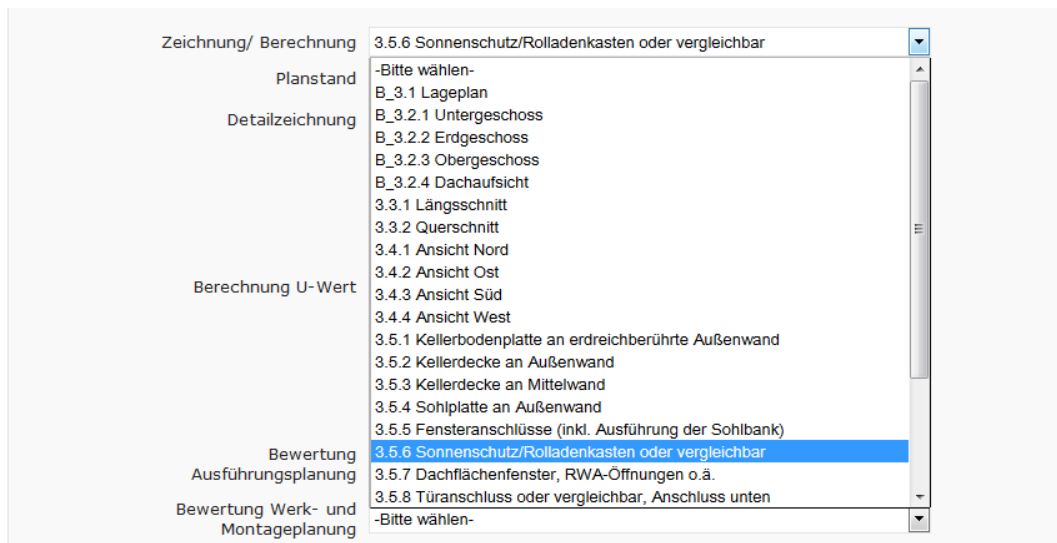 Zeichnung/ Berechnung 3.5.6 Sonnenschutz/Rolladenkasten oder vergleichbar
Planstand -Bitte wählen-
B_3.1 Lageplan
Detailzeichnung B_3.2.1 Untergeschoss
B_3.2.2 Erdgeschoss
B_3.2.3 Obergeschoss
B_3.2.4 Dachaufsicht
3.3.1 Längsschnitt
3.3.2 Querschnitt
3.4.1 Ansicht Nord
3.4.2 Ansicht Ost
Berechnung U-Wert 3.4.3 Ansicht Süd
3.4.4 Ansicht West
3.5.1 Kellerbodenplatte an erdreichberührte Außenwand
3.5.2 Kellerdecke an Außenwand
3.5.3 Kellerdecke an Mittelwand
3.5.4 Sohlplatte an Außenwand
3.5.5 Fensteranschlüsse (inkl. Ausführung der Sohlbank)
Bewertung 3.5.6 Sonnenschutz/Rolladenkasten oder vergleichbar
Ausführungsplanung 3.5.7 Dachflächenfenster, RWA-Öffnungen o.ä.
3.5.8 Türanschluss oder vergleichbar, Anschluss unten
Bewertung Werk- und -Bitte wählen-
Montageplanung